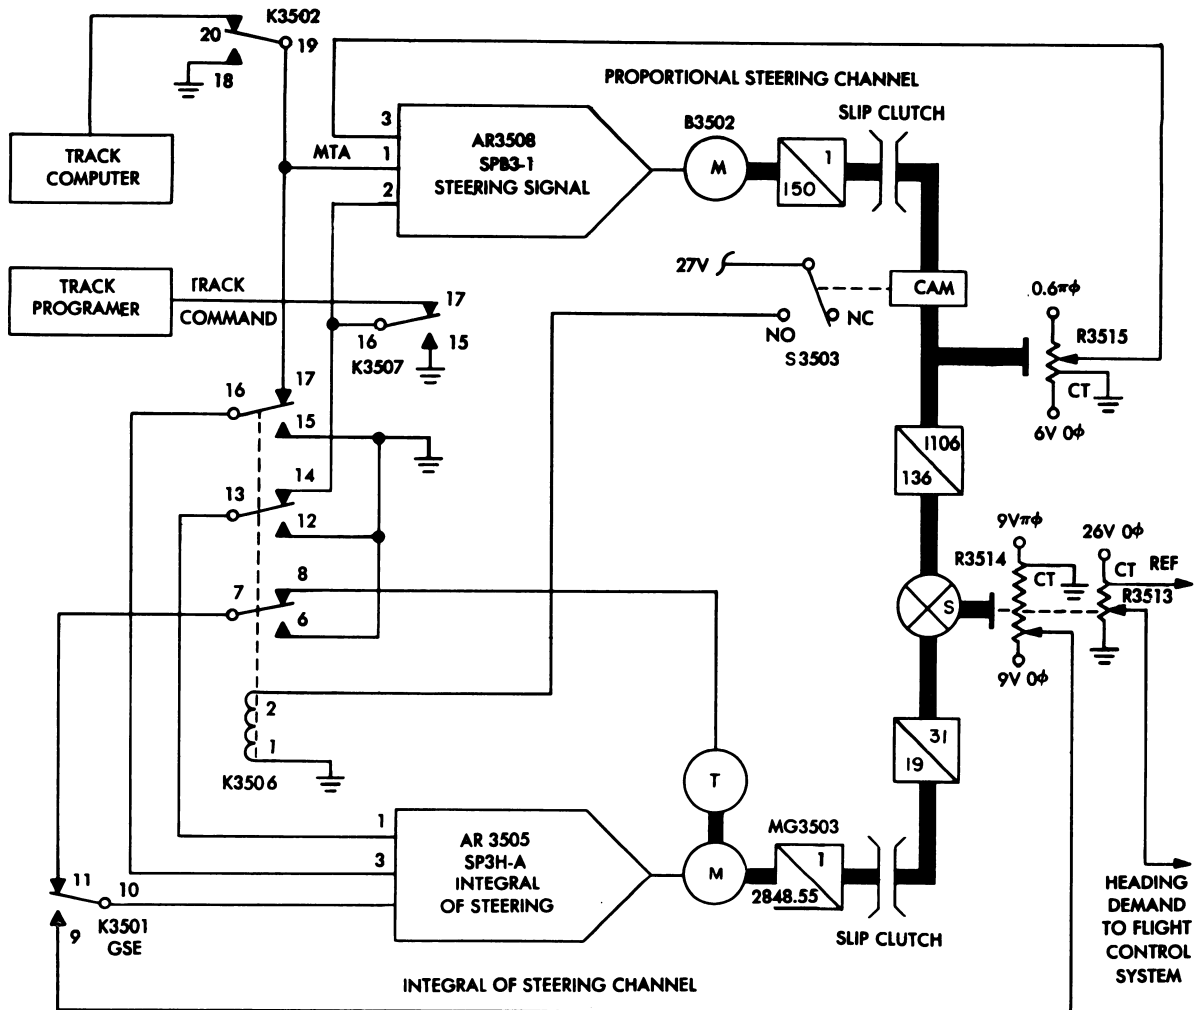 K3502
20
19
18
PROPORTIONAL STEERING CHANNEL
TRACK
COMPUTER
MTA
3
1
2
AR3508
SPB3-1
STEERING SIGNAL
B3502
M
1
150
SLIP CLUTCH
TRACK
PROGRAMER
TRACK
COMMAND
17
16
15
K3507
27V
NO
NC
S3503
CAM
0.6πϕ
R3515
CT
6V 0ϕ
16
17
15
13
14
12
7
8
6
2
1
K3506
1106
136
S
9Vπϕ
R3514
CT
9V 0ϕ
26V 0ϕ
CT
REF
R3513
31
19
T
M
MG3503
1
2848.55
SLIP CLUTCH
1
3
AR 3505
SP3H-A
INTEGRAL
OF STEERING
11
10
9
K3501
GSE
HEADING
DEMAND
TO FLIGHT
CONTROL
SYSTEM
INTEGRAL OF STEERING CHANNEL